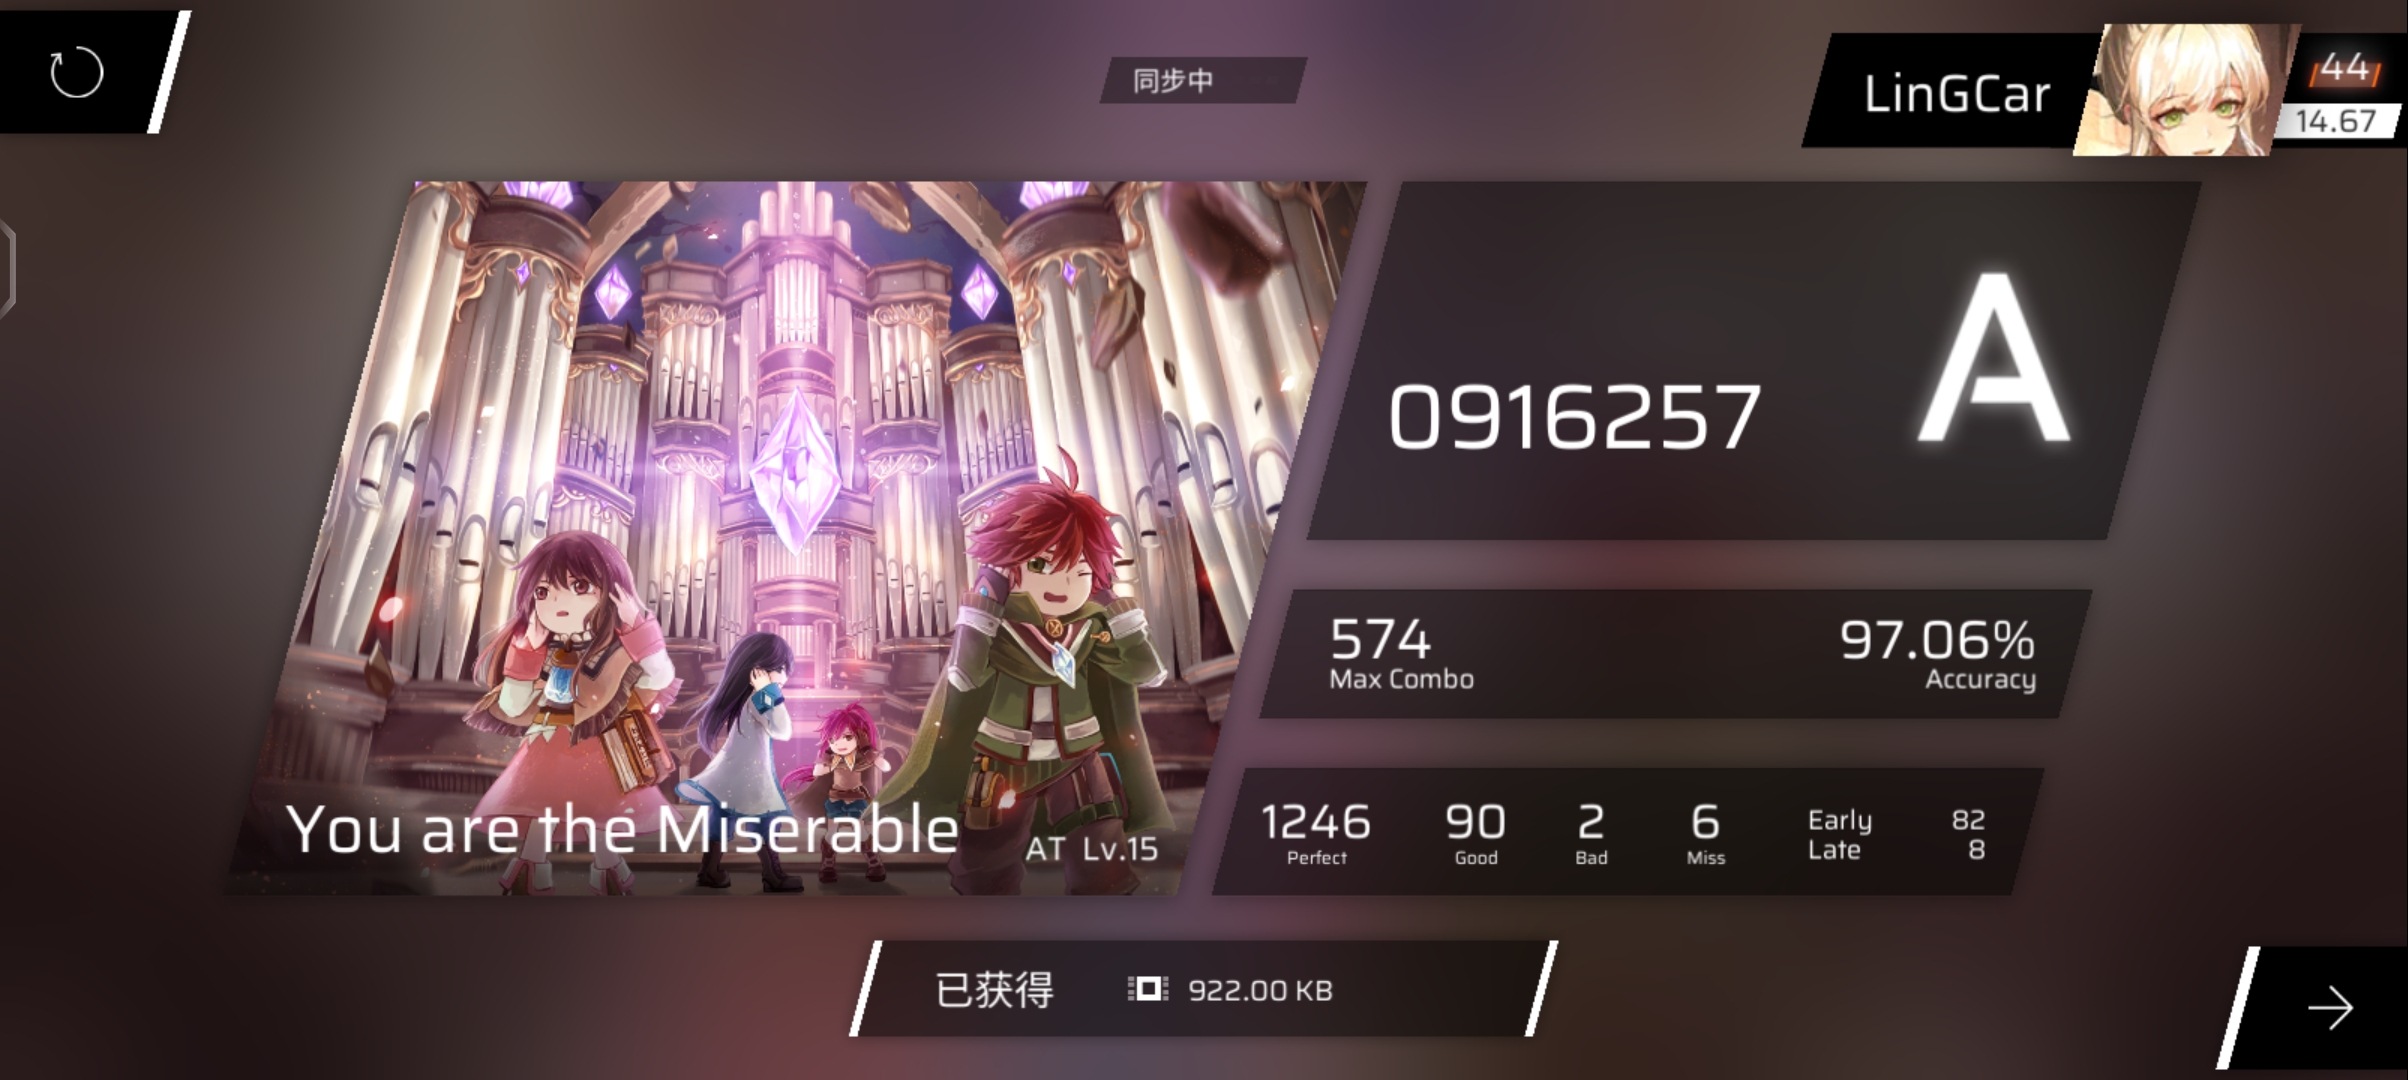 同步中
LinGCar
44
14.67
0916257
A
574
Max Combo
97.06%
Accuracy
1246
Perfect
90
Good
2
Bad
6
Miss
Early 82
Late 8
You are the Miserable
AT Lv.15
已获得 922.00 KB